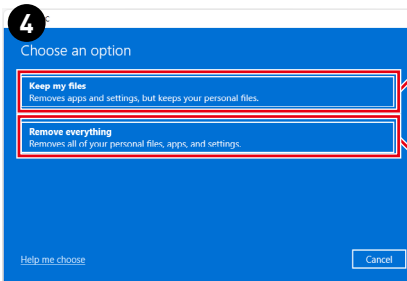 4
Choose an option
Keep my files
Removes apps and settings, but keeps your personal files.
Remove everything
Removes all of your personal files, apps, and settings.
Help me choose
Cancel